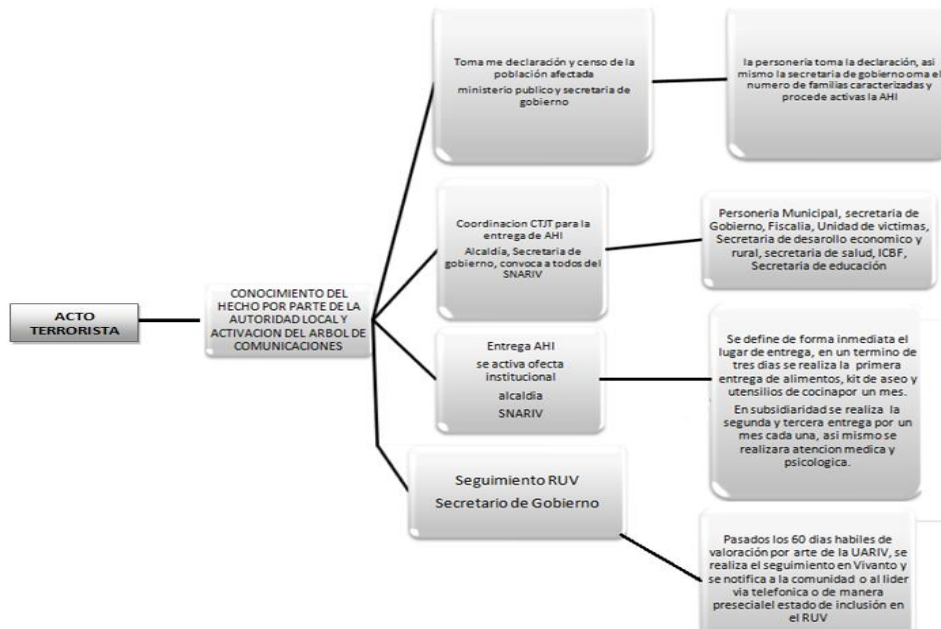 ACTO
TERRORISTA
CONOCIMIENTO DEL
HECHO POR PARTE DE LA
AUTORIDAD LOCAL Y
ACTIVACION DEL ARBOL DE
COMUNICACIONES
Toma me declaración y censo de la
población afectada
ministerio publico y secretaria de
gobierno
la personería toma la declaración, asi
mismo la secretaria de gobierno oma el
numero de familias caracterizadas y
procede activas la AHI
Coordinacion CTJT para la
entrega de AHI
Alcaldía, Secretaria de
gobierno, convoca a todos del
SNARIV
Personeria Municipal, secretaria de
Gobierno, Fiscalia, Unidad de victimas,
Secretaria de desarollo economico y
rural, secretaria de salud, ICBF,
Secretaria de educación
Entrega AHI
se activa ofecta
institucional
alcaldia
SNARIV
Se define de forma inmediata el
lugar de entrega, en un termino de
tres dias se realiza la primera
entrega de alimentos, kit de aseo y
utensilios de cocinapor un mes.
En subsidiaridad se realiza la
segunda y tercera entrega por un
mes cada una, asi mismo se
realizara atencion medica y
psicologica.
Seguimiento RUV
Secretario de Gobierno
Pasados los 60 dias habiles de
valoración por arte de la UARIV, se
realiza el seguimiento en Vivanto y
se notifica a la comunidad o al lider
via telefonica o de manera
presecialel estado de inclusión en
el RUV